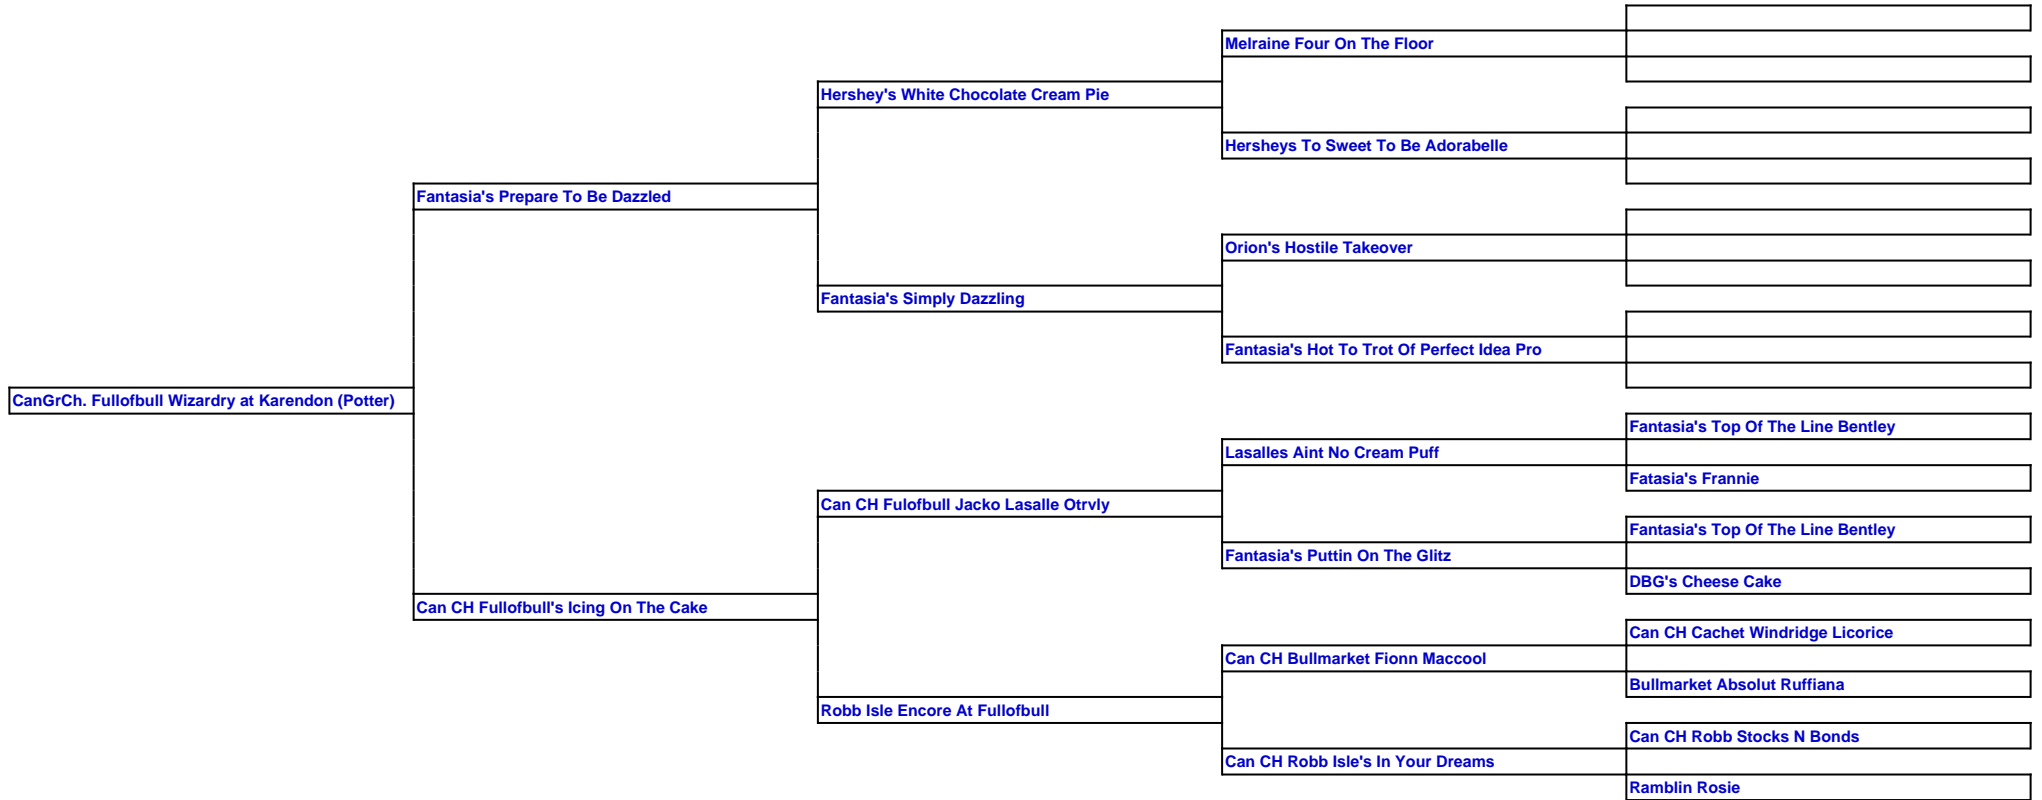 Melraine Four On The Floor
Hershey's White Chocolate Cream Pie
Hersheys To Sweet To Be Adorabelle
Fantasia's Prepare To Be Dazzled
Orion's Hostile Takeover
Fantasia's Simply Dazzling
Fantasia's Hot To Trot Of Perfect Idea Pro
CanGrCh. Fullofbull Wizardry at Karendon (Potter)
Fantasia's Top Of The Line Bentley
Lasalles Aint No Cream Puff
Fatasia's Frannie
Can CH Fulofbull Jacko Lasalle Otrvly
Fantasia's Top Of The Line Bentley
Fantasia's Puttin On The Glitz
DBG's Cheese Cake
Can CH Fullofbull's Icing On The Cake
Can CH Cachet Windridge Licorice
Can CH Bullmarket Fionn Maccool
Bullmarket Absolut Ruffiana
Robb Isle Encore At Fullofbull
Can CH Robb Stocks N Bonds
Can CH Robb Isle's In Your Dreams
Ramblin Rosie